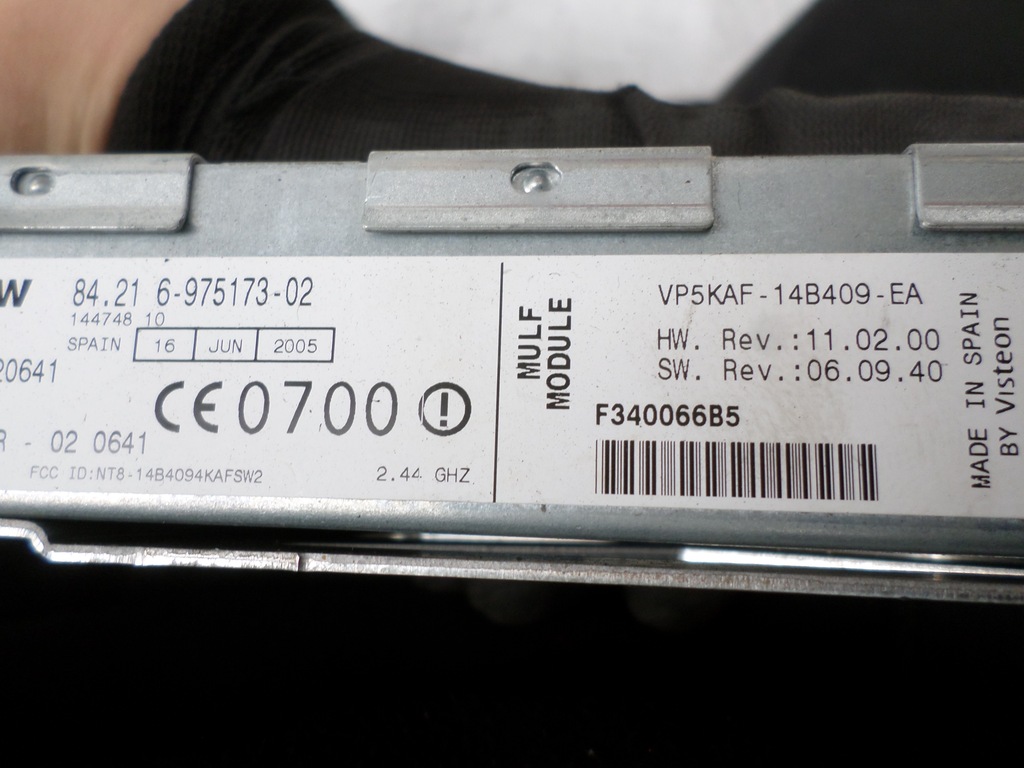 W 84.21 6-975173-02
144748 10
SPAIN 16 JUN 2005
20641
CE0700
R - 02 0641
FCC ID:NT8-14B4094KAFSW2 2.44 GHZ
MULF
MODULE
VP5KAF-14B409-EA
HW. Rev.:11.02.00
SW. Rev.:06.09.40
F340066B5
MADE IN SPAIN
BY Visteon